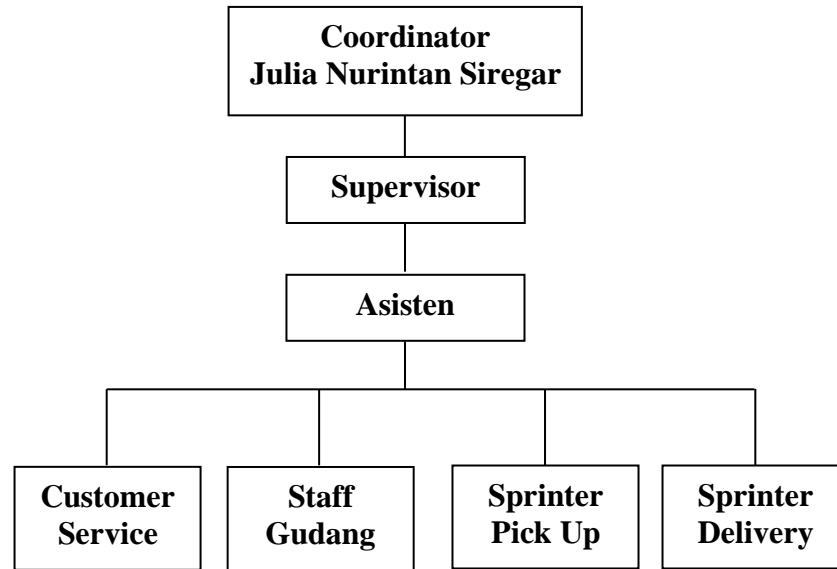 Coordinator
Julia Nurintan Siregar
Supervisor
Asisten
Customer
Service
Staff
Gudang
Sprinter
Pick Up
Sprinter
Delivery